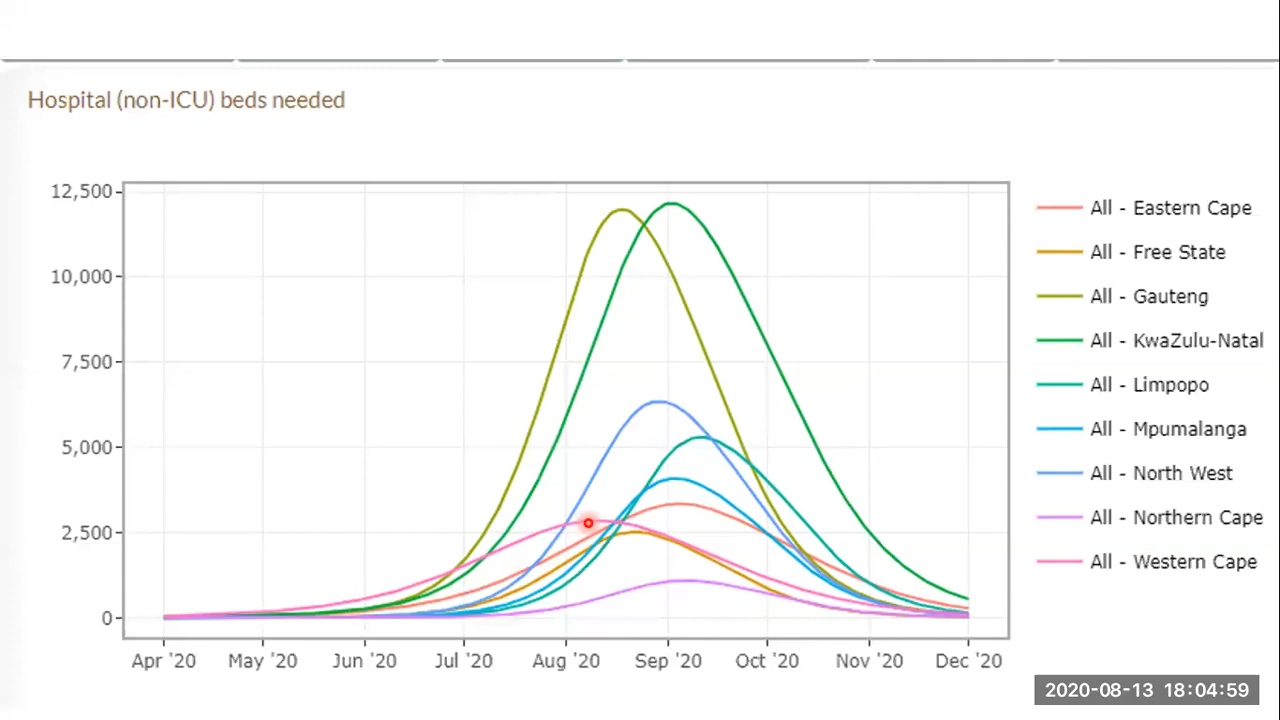 Hospital (non-ICU) beds needed
12,500
10,000
7,500
5,000
2,500
0
Apr '20 May '20 Jun '20 Jul '20 Aug '20 Sep '20 Oct '20 Nov '20 Dec '20
All - Eastern Cape
All - Free State
All - Gauteng
All - KwaZulu-Natal
All - Limpopo
All - Mpumalanga
All - North West
All - Northern Cape
All - Western Cape
2020-08-13 18:04:59